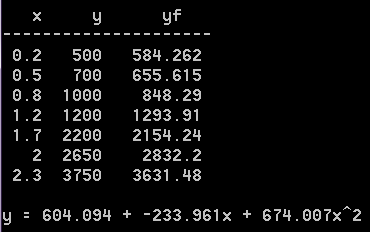 x y yf
-----------------------
0.2 500 584.262
0.5 700 655.615
0.8 1000 848.29
1.2 1200 1293.91
1.7 2200 2154.24
2 2650 2832.2
2.3 3750 3631.48
y = 604.094 + -233.961x + 674.007x^2